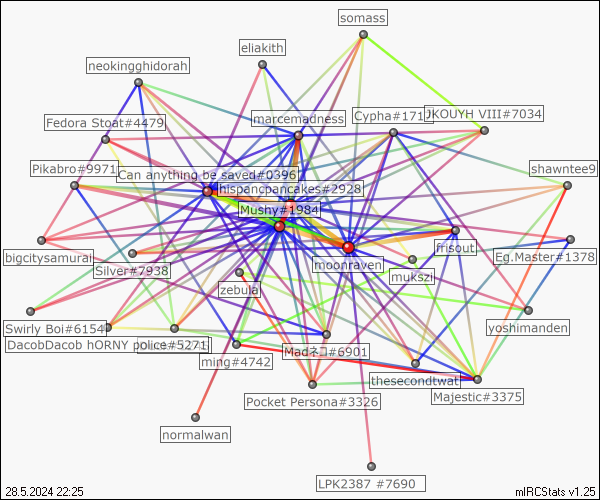 somass
eliakith
neokingghidorah
JKOUYH VIII#7034
marcemadness
Cypha#171
Fedora Stoat#4479
Pikabro#9971
Can anything be saved#0396
shawntee9
hispancpancakes#2928
Mushy#1984
frisout
bigcitysamurai
moonraven
Eg.Master#1378
Silver#7938
mukszi
zebula
Swirly Boi#6154
yoshimanden
DacobDacob hORNY police#5271
Madネコ#6901
ming#4742
thesecondtwat
Pocket Persona#3326
Majestic#3375
normalwan
LPK2387 #7690
28.5.2024 22:25
mIRCStats v1.25